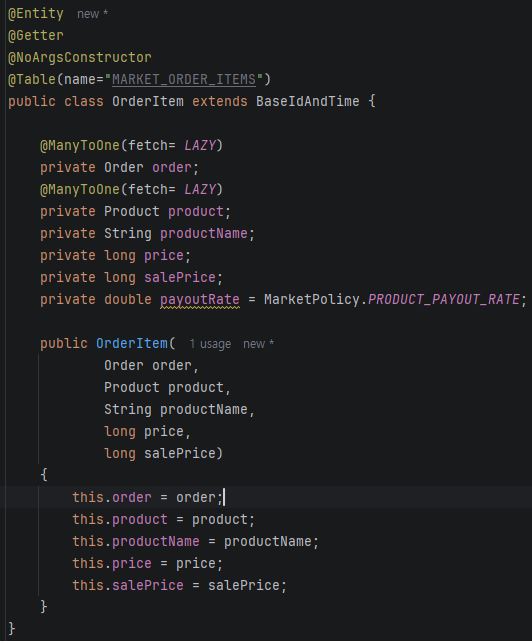 @Entity new *
@Getter
@NoArgsConstructor
@Table(name="MARKET_ORDER_ITEMS")
public class OrderItem extends BaseIdAndTime {
@ManyToOne(fetch= LAZY)
private Order order;
@ManyToOne(fetch= LAZY)
private Product product;
private String productName;
private long price;
private long salePrice;
private double payoutRate = MarketPolicy.PRODUCT_PAYOUT_RATE;
public OrderItem( 1 usage new *
Order order,
Product product,
String productName,
long price,
long salePrice)
{
this.order = order;
this.product = product;
this.productName = productName;
this.price = price;
this.salePrice = salePrice;
}
}